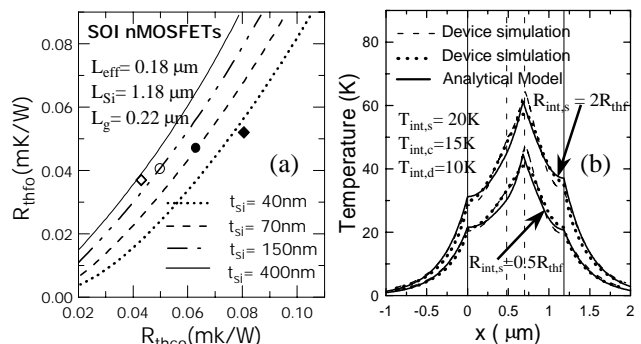 SOI nMOSFETs
L_eff = 0.18 μm
L_Si = 1.18 μm
L_g = 0.22 μm
(a)
t_si = 40nm
t_si = 70nm
t_si = 150nm
t_si = 400nm
R_thfo(mK/W)
0.08
0.06
0.04
0.02
0.00
0.02 0.04 0.06 0.08 0.10
R_thco(mK/W)
Device simulation
Device simulation
Analytical Model
R_int,s = 2R_thf
T_int,s = 20K
T_int,c = 15K
T_int,d = 10K
(b)
R_int,s=0.5R_thf
Temperature (K)
80
60
40
20
0
-1 -0.5 0 0.5 1 1.5 2
x ( μm)